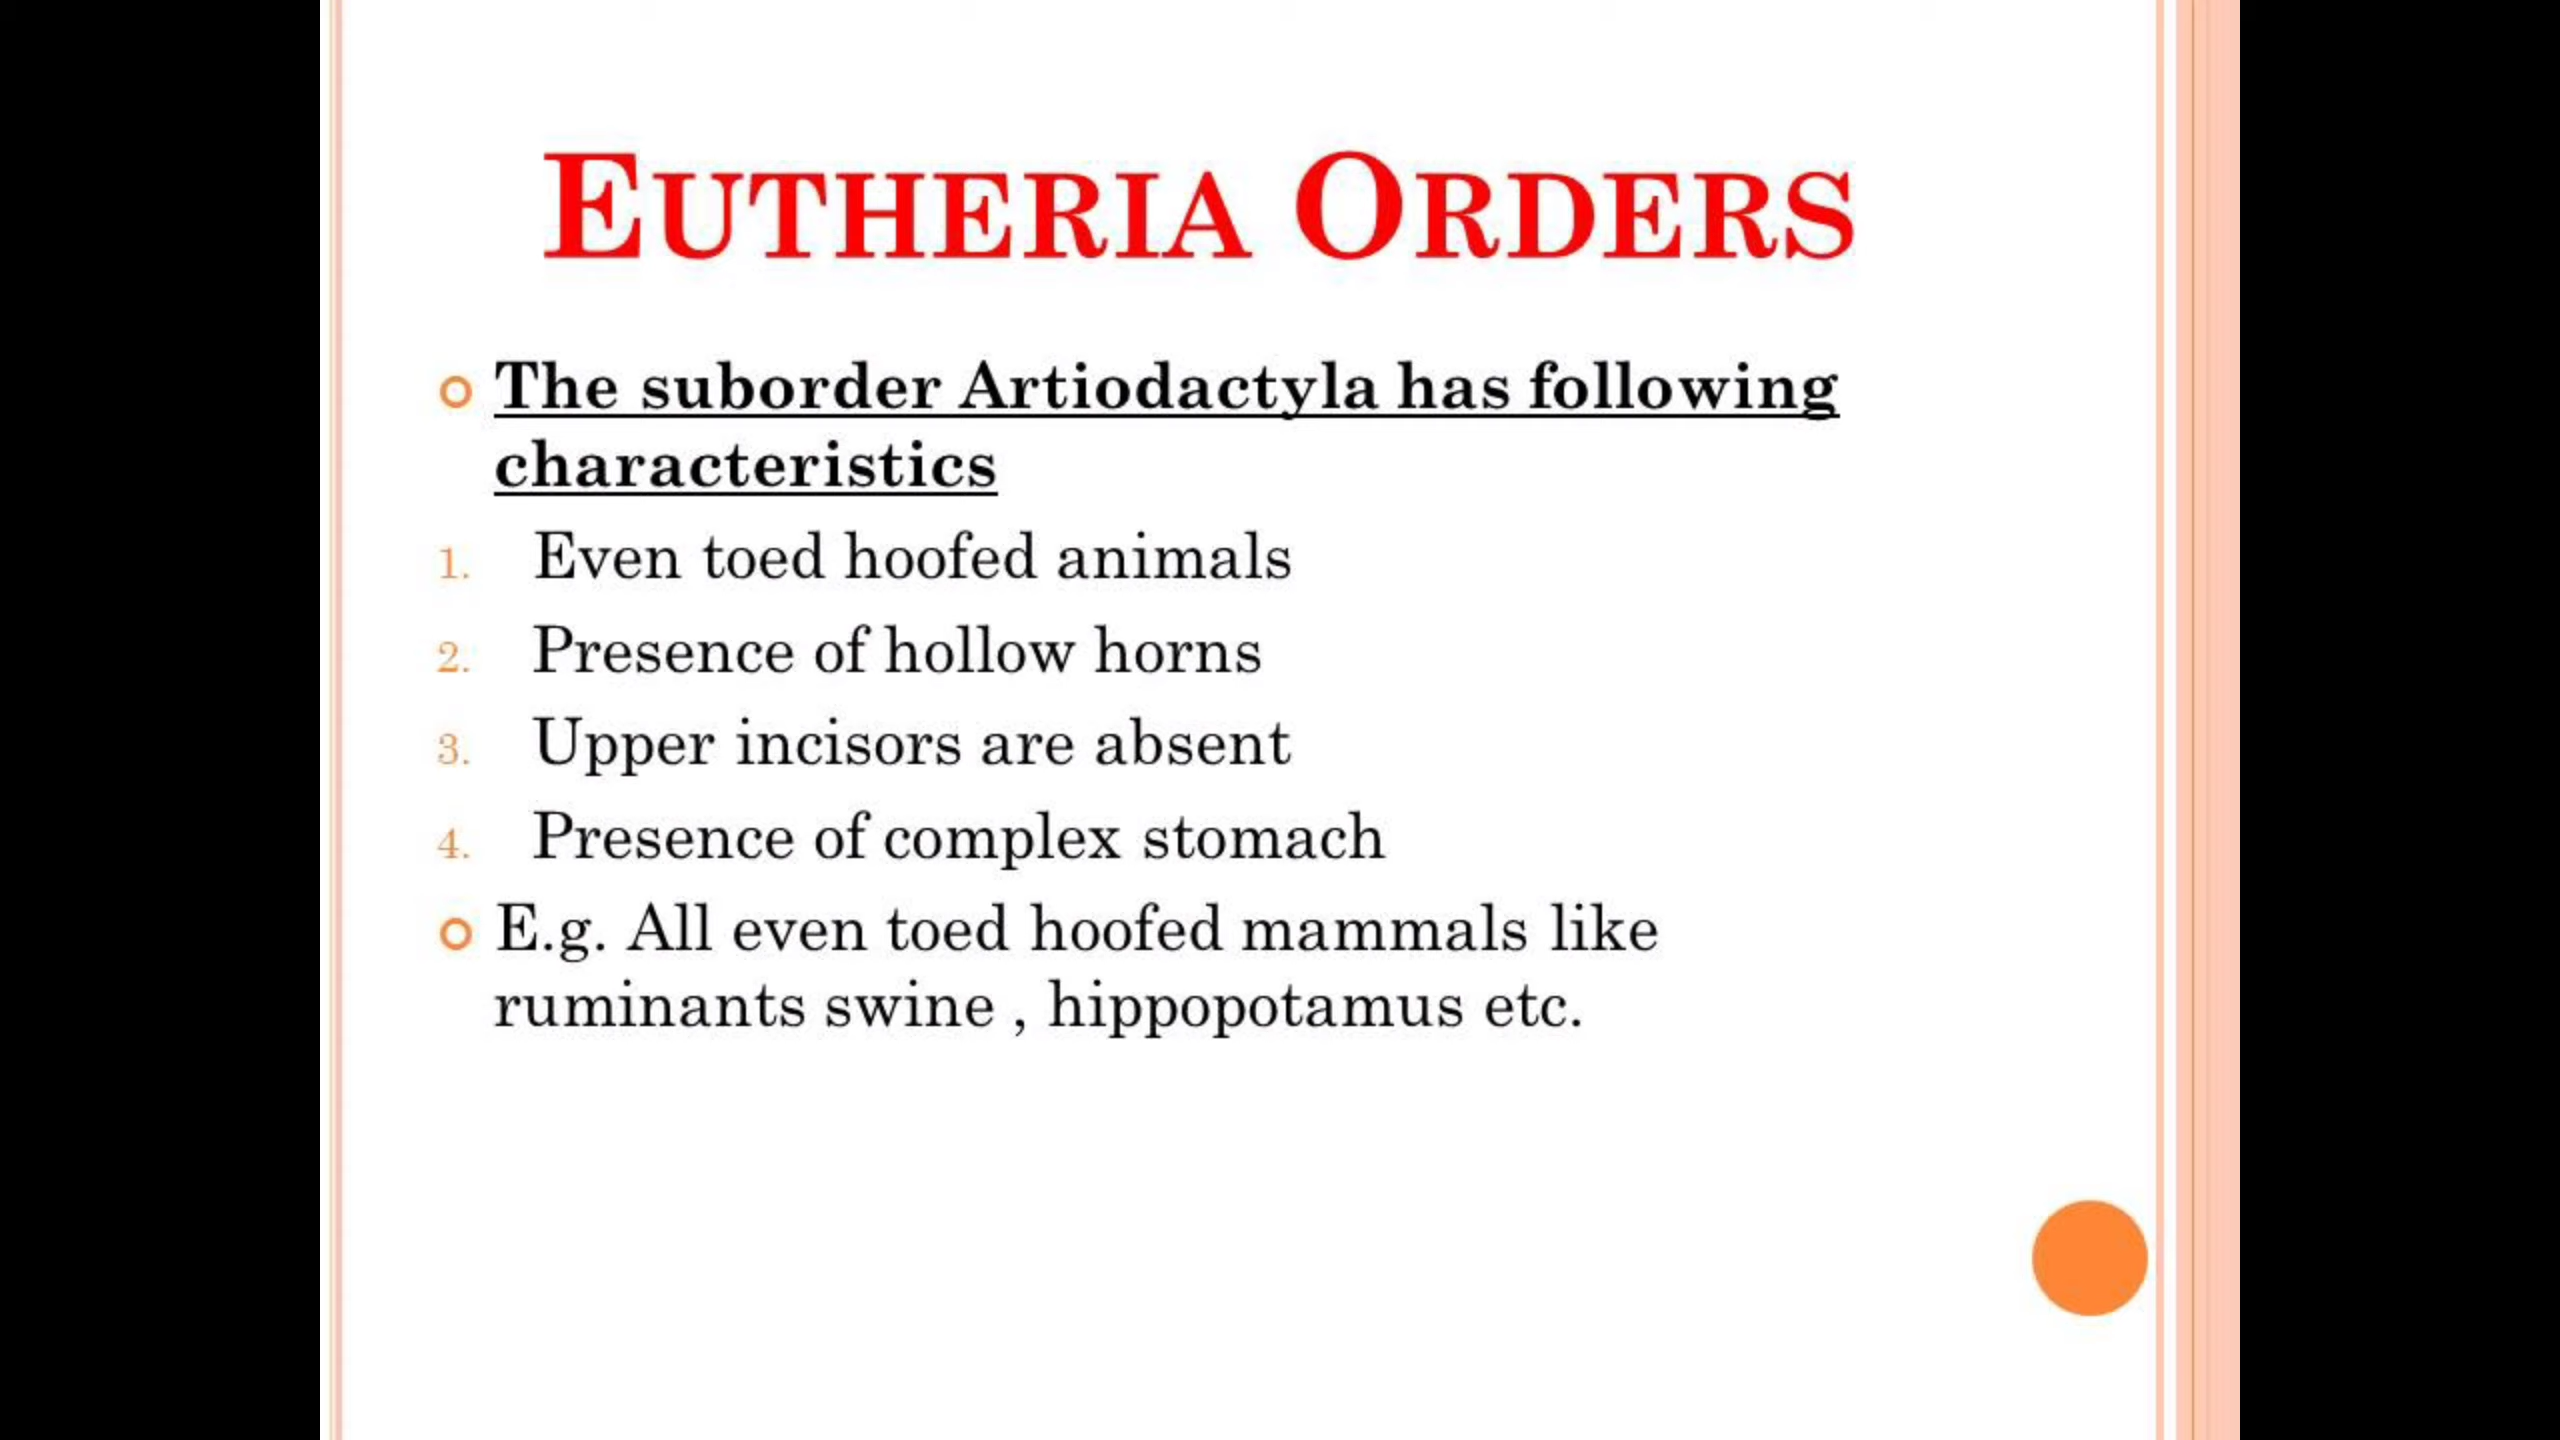 EUTHERIA ORDERS
The suborder Artiodactyla has following
characteristics
1. Even toed hoofed animals
2. Presence of hollow horns
3. Upper incisors are absent
4. Presence of complex stomach
E.g. All even toed hoofed mammals like
ruminants swine , hippopotamus etc.